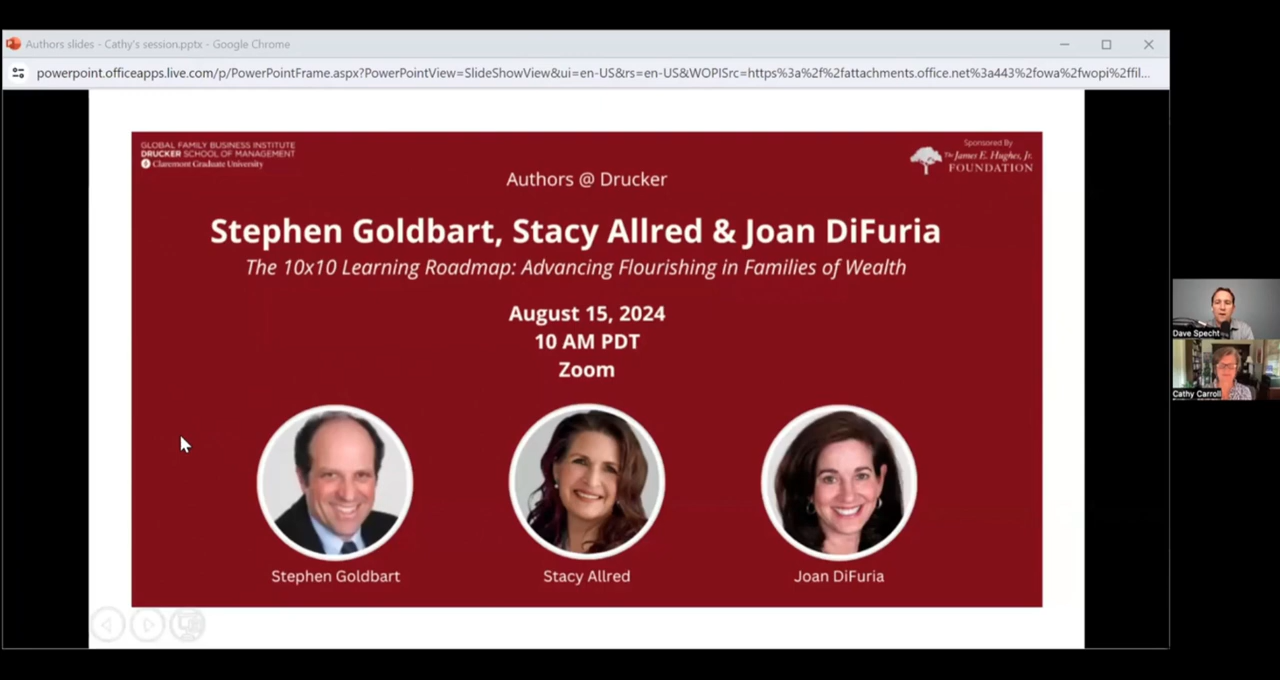 Authors slides - Cathy's session.pptx - Google Chrome
powerpoint.officeapps.live.com/p/PowerPointFrame.aspx?PowerPointView=SlideShowView&ui=en-US&rs=en-US&WOPISrc=https%3a%2f%2fattachments.office.net%3a443%2fowa%2fwopi%2ffil...
GLOBAL FAMILY BUSINESS INSTITUTE
DRUCKER SCHOOL OF MANAGEMENT
Claremont Graduate University
Sponsored By
The James E. Hughes, Jr.
FOUNDATION
Authors @ Drucker
Stephen Goldbart, Stacy Allred & Joan DiFuria
The 10x10 Learning Roadmap: Advancing Flourishing in Families of Wealth
August 15, 2024
10 AM PDT
Zoom
Stephen Goldbart
Stacy Allred
Joan DiFuria
Dave Specht
Cathy Carroll